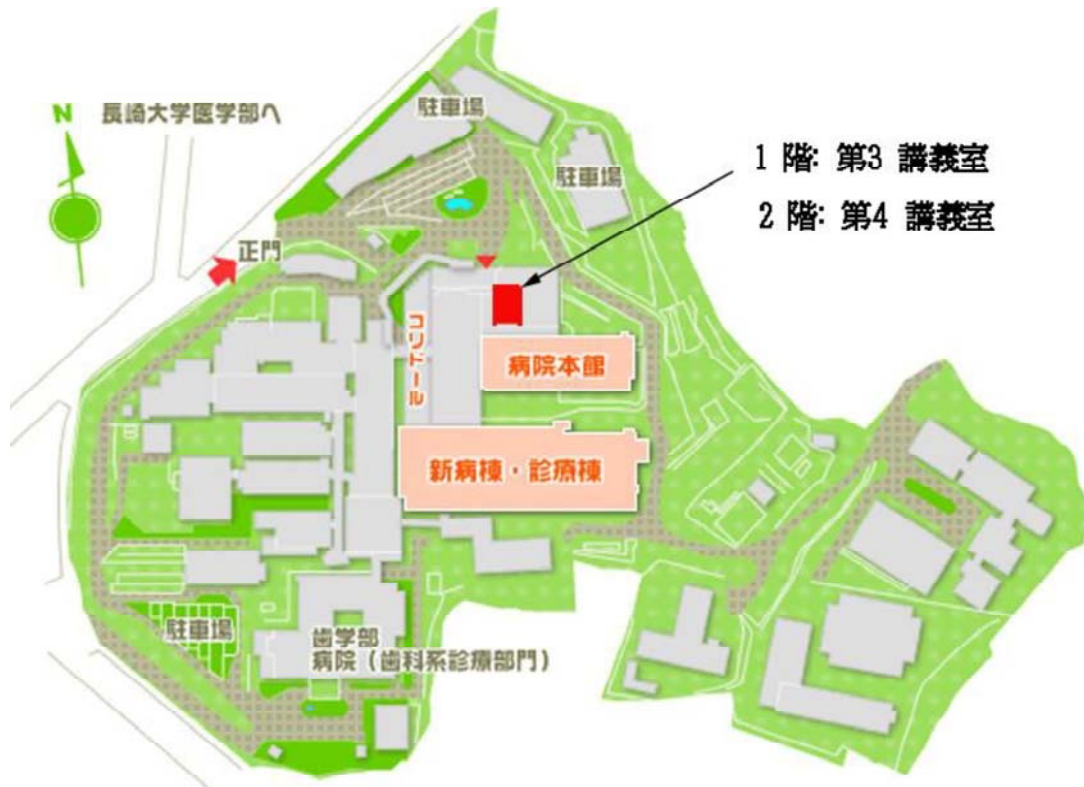 N
長崎大学医学部へ
駐車場
駐車場
1 階: 第3 講義室
2 階: 第4 講義室
正門
コリドール
病院本館
新病棟・診療棟
駐車場
歯学部
病院（歯科系診療部門）